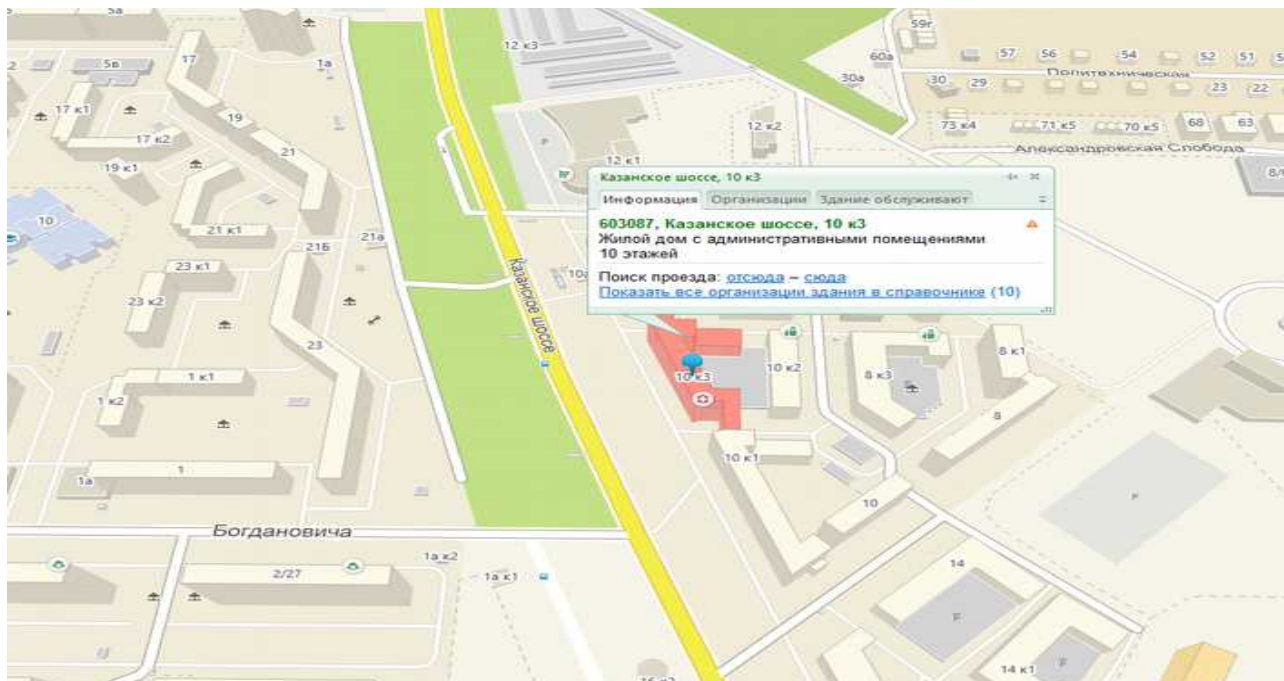 5а
12 к3
17
1а
5в
59г
60а
57
56
54
52
51
Политехническая
30а
30
29
23
22
17 к1
19
17 к2
21
P
12 к2
73 к4
71 к5
70 к5
68
63
Александровская Слобода
19 к1
12 к1
10
21 к1
21Б
21а
Казанское шоссе, 10 к3
Информация
Организации
Здание обслуживают
603087, Казанское шоссе, 10 к3
Жилой дом с административными помещениями
10 этажей
Поиск проезда: отсюда – сюда
Показать все организации здания в справочнике (10)
23 к1
23 к2
Казанское шоссе
23
1 к1
1 к2
10 к3
10 к2
8 к3
8 к1
8
1
1а
10 к1
10
P
Богдановича
2/27
1а к2
1а к1
14
P
14 к1
P